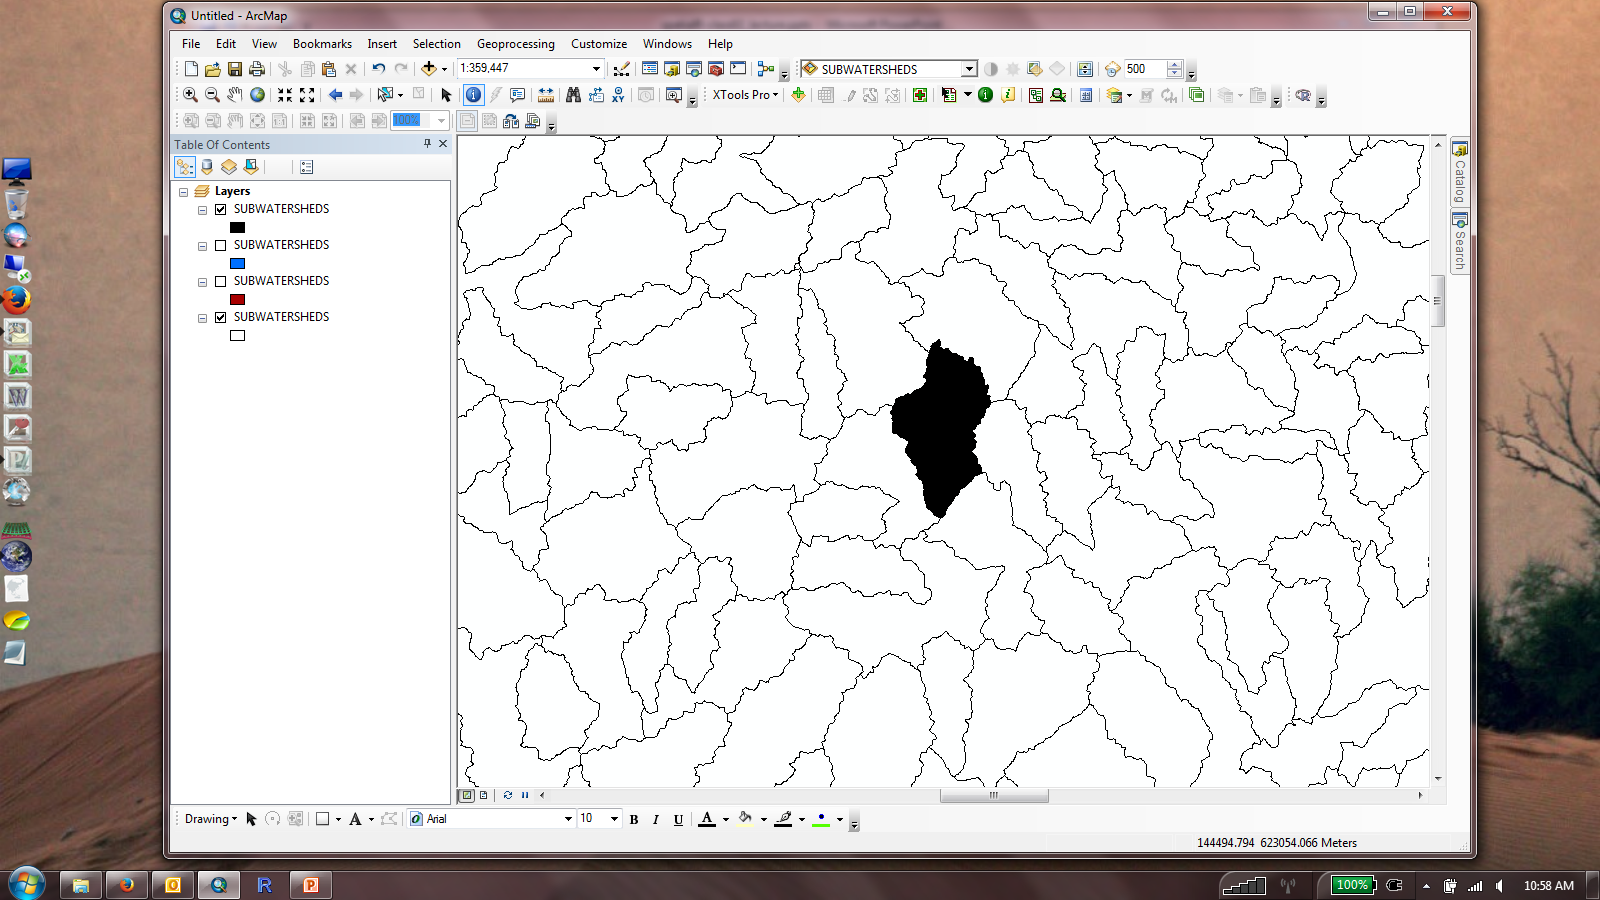 Untitled - ArcMap
File Edit View Bookmarks Insert Selection Geoprocessing Customize Windows Help
1:359,447 SUBWATERSHEDS 500
XTools Pro
100%
Table Of Contents
Layers
SUBWATERSHEDS
SUBWATERSHEDS
SUBWATERSHEDS
SUBWATERSHEDS
Catalog
Search
Drawing A Arial 10 B I U A
144494.794 623054.066 Meters
100% 10:58 AM